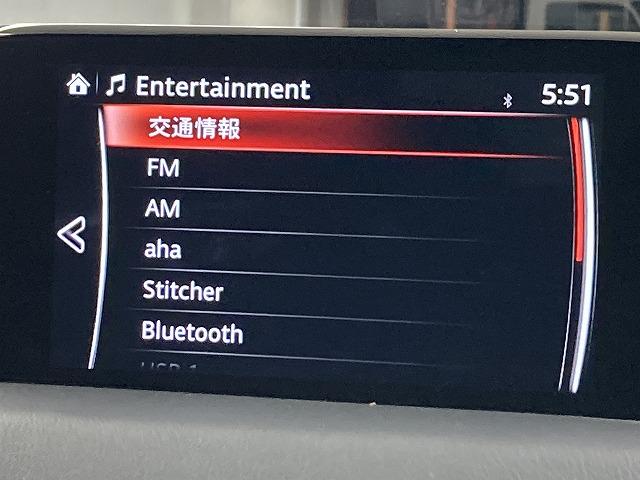 Entertainment
5:51
交通情報
FM
AM
aha
Stitcher
Bluetooth